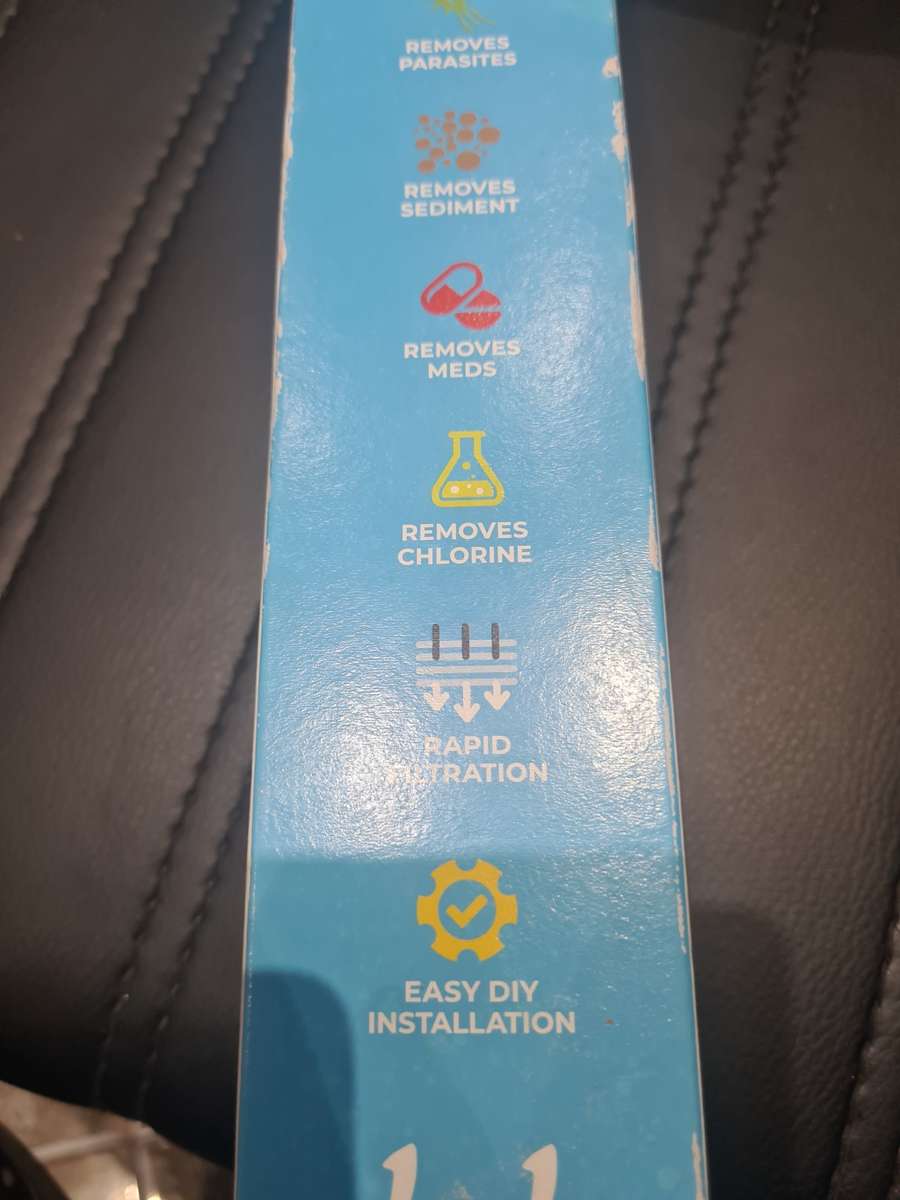 REMOVES
PARASITES
REMOVES
SEDIMENT
REMOVES
MEDS
REMOVES
CHLORINE
RAPID
FILTRATION
EASY DIY
INSTALLATION